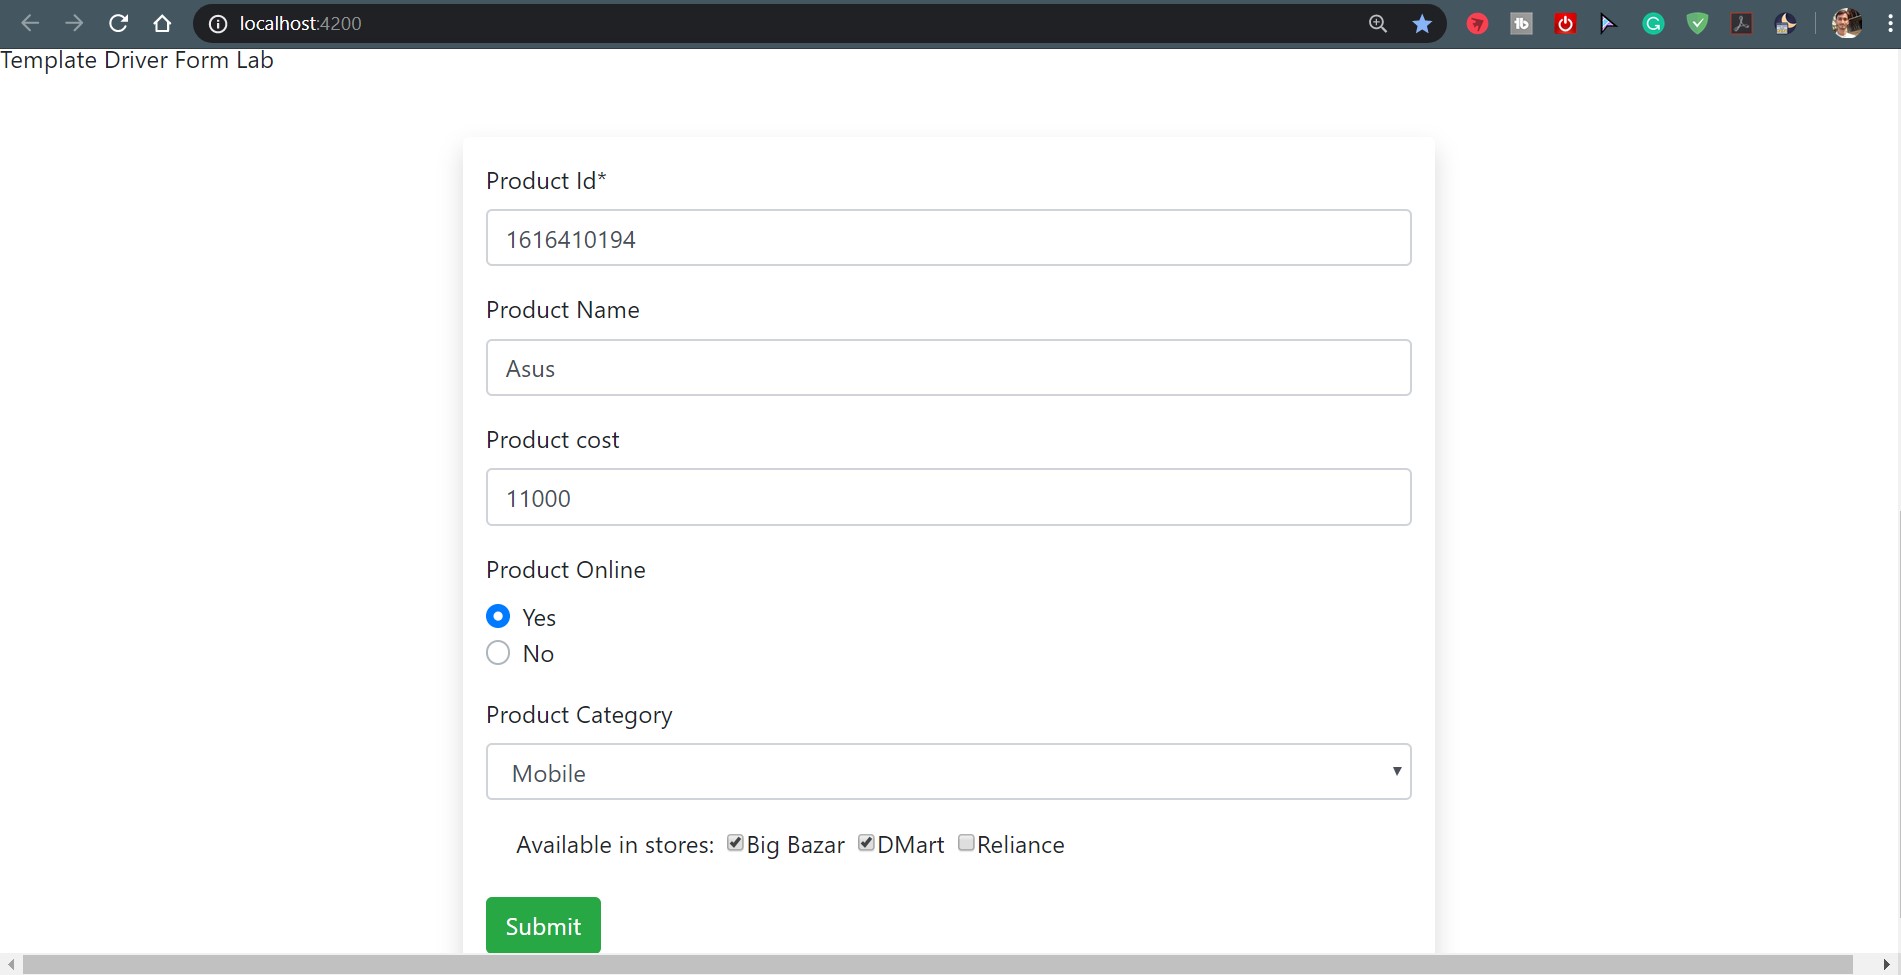 localhost:4200
Template Driver Form Lab
Product Id*
1616410194
Product Name
Asus
Product cost
11000
Product Online
Yes
No
Product Category
Mobile
Available in stores: Big Bazar DMart Reliance
Submit